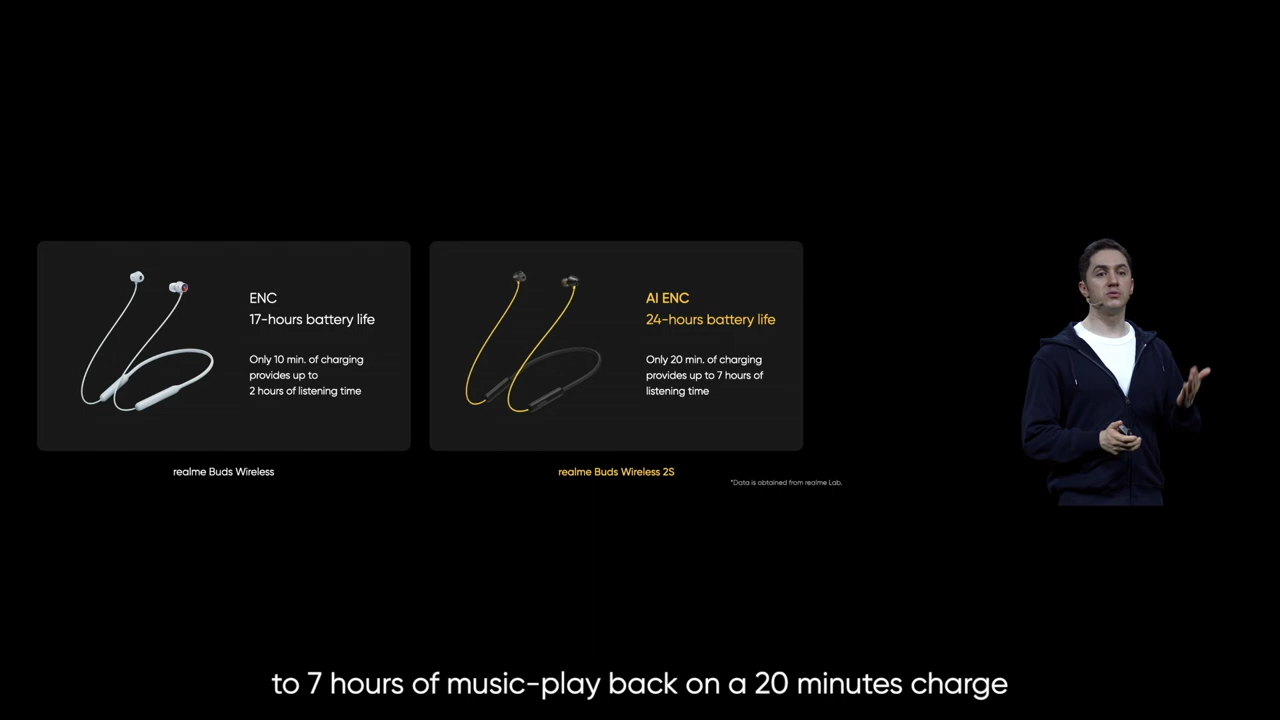 ENC
17-hours battery life
Only 10 min. of charging
provides up to
2 hours of listening time
realme Buds Wireless
AI ENC
24-hours battery life
Only 20 min. of charging
provides up to 7 hours of
listening time
realme Buds Wireless 2S
*Data is obtained from realme Lab.
to 7 hours of music-play back on a 20 minutes charge